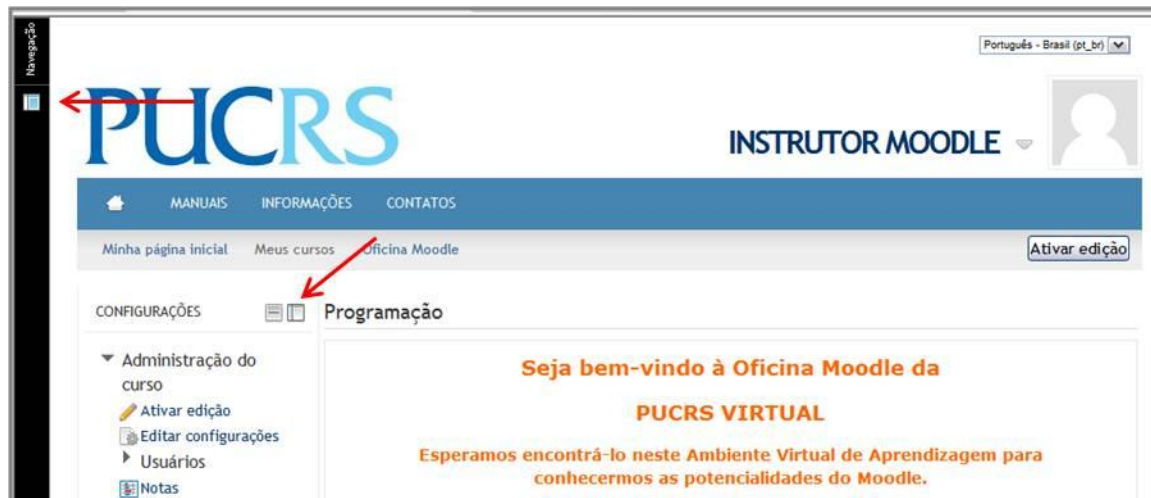 Navegação
Português - Brasil (pt_br)
PUCRS
INSTRUTOR MOODLE
MANUAIS INFORMAÇÕES CONTATOS
Minha página inicial Meus cursos Oficina Moodle Ativar edição
CONFIGURAÇÕES
Programação
Administração do
curso
Ativar edição
Editar configurações
Usuários
Notas
Seja bem-vindo à Oficina Moodle da
PUCRS VIRTUAL
Esperamos encontrá-lo neste Ambiente Virtual de Aprendizagem para
conhecermos as potencialidades do Moodle.